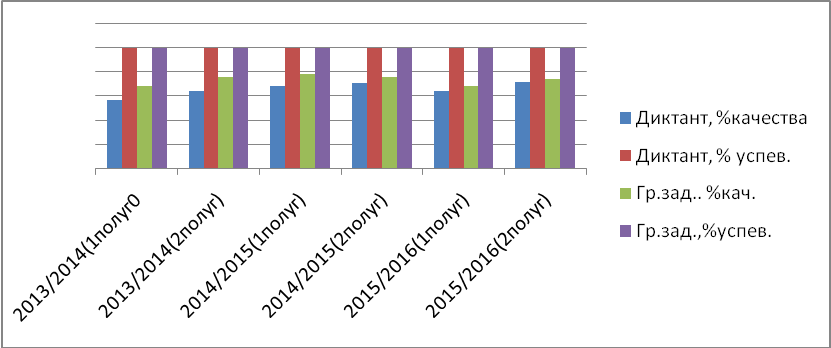 Диктант, %качества
Диктант, % успев.
Гр.зад.. %кач.
Гр.зад.,%успев.
2013/2014(1полуг0
2013/2014(2полуг)
2014/2015(1полуг)
2014/2015(2полуг)
2015/2016(1полуг)
2015/2016(2полуг)